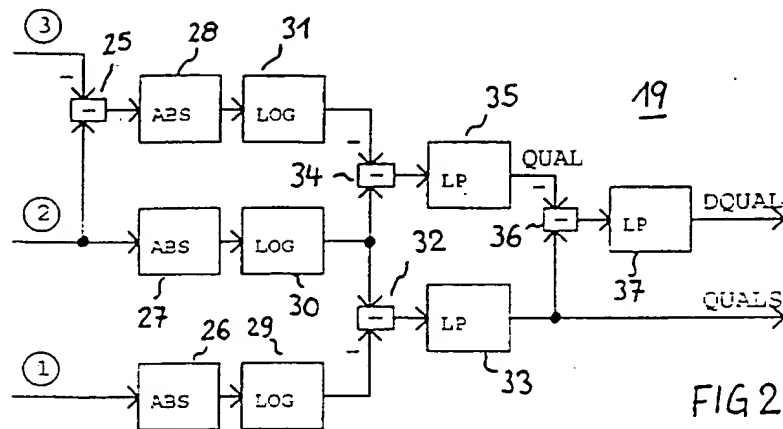 3
25
28
31
ABS
LOG
35
19
34
LP
QUAL
2
ABS
LOG
32
36
LP
DQUAL
27
30
37
1
26
29
LP
QUALS
ABS
LOG
33
FIG 2